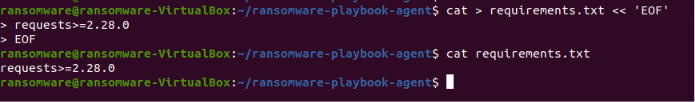 ransomware@ransomware-VirtualBox:~/ransomware-playbook-agent$ cat > requirements.txt << 'EOF'
> requests>=2.28.0
> EOF
ransomware@ransomware-VirtualBox:~/ransomware-playbook-agent$ cat requirements.txt
requests>=2.28.0
ransomware@ransomware-VirtualBox:~/ransomware-playbook-agent$